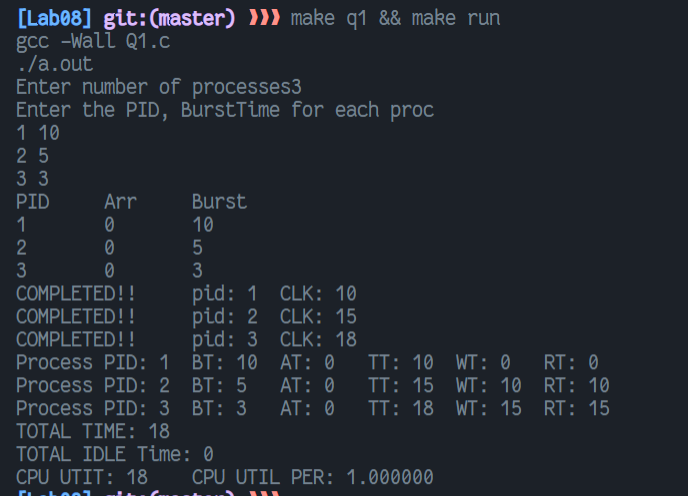 [Lab08] git:(master) ❱❱❱ make q1 && make run
gcc -Wall Q1.c
./a.out
Enter number of processes3
Enter the PID, BurstTime for each proc
1 10
2 5
3 3
PID Arr Burst
1 0 10
2 0 5
3 0 3
COMPLETED!! pid: 1 CLK: 10
COMPLETED!! pid: 2 CLK: 15
COMPLETED!! pid: 3 CLK: 18
Process PID: 1 BT: 10 AT: 0 TT: 10 WT: 0 RT: 0
Process PID: 2 BT: 5 AT: 0 TT: 15 WT: 10 RT: 10
Process PID: 3 BT: 3 AT: 0 TT: 18 WT: 15 RT: 15
TOTAL TIME: 18
TOTAL IDLE Time: 0
CPU UTIT: 18 CPU UTIL PER: 1.000000
[Lab08] git:(master) ❱❱❱